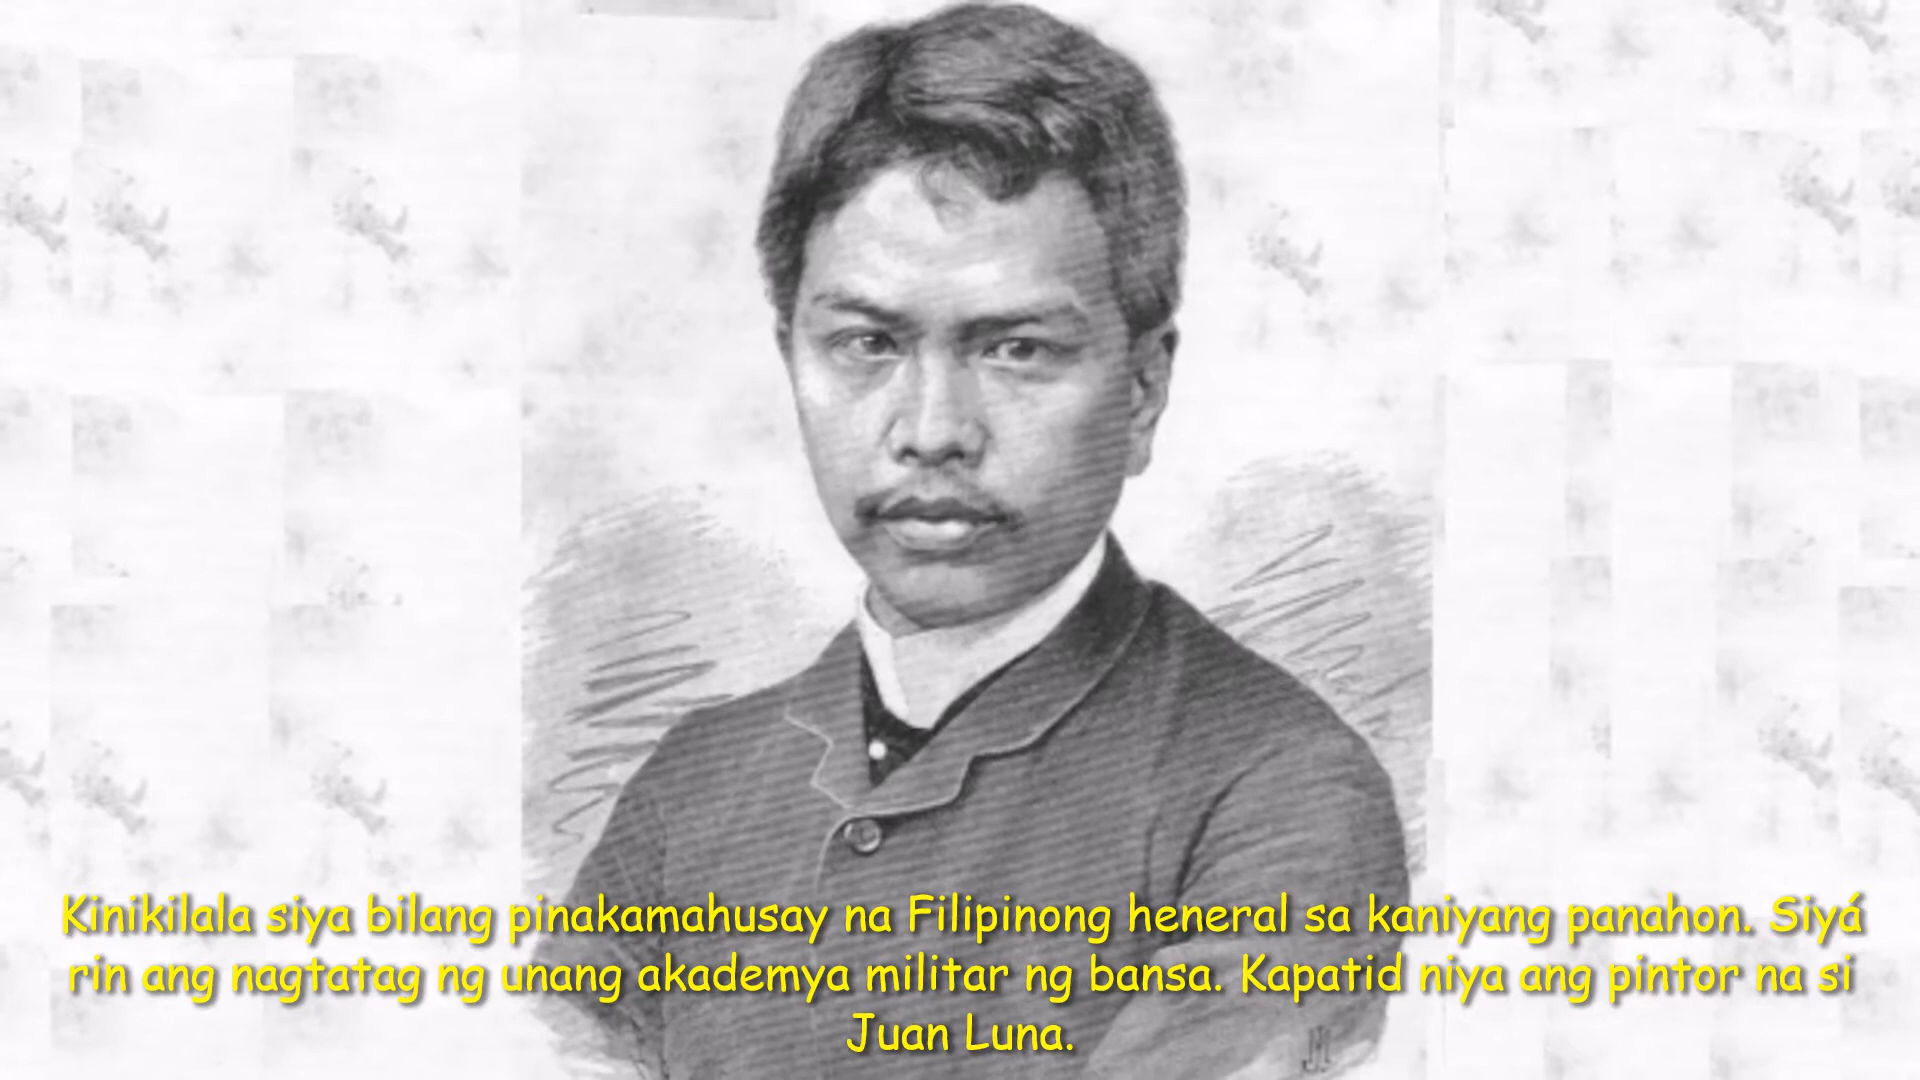 Kinikilala siya bilang pinakamahusay na Filipinong heneral sa kaniyang panahon. Siyá
rin ang nagtatag ng unang akademya militar ng bansa. Kapatid niya ang pintor na si
Juan Luna.